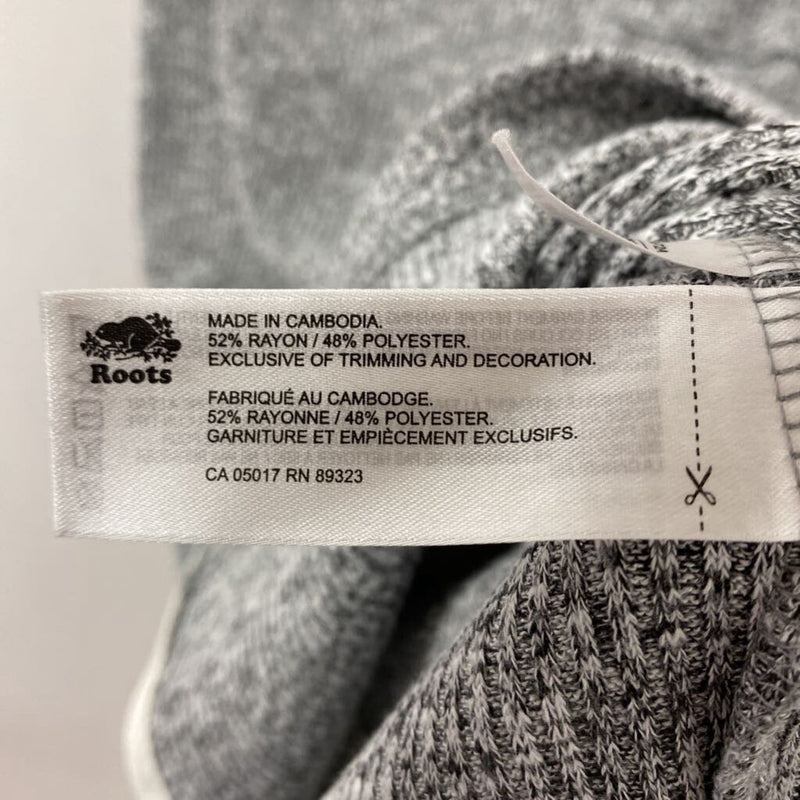 Roots
MADE IN CAMBODIA.
52% RAYON / 48% POLYESTER.
EXCLUSIVE OF TRIMMING AND DECORATION.
FABRIQUÉ AU CAMBODGE.
52% RAYONNE / 48% POLYESTER.
GARNITURE ET EMPIÈCEMENT EXCLUSIFS.
CA 05017 RN 89323